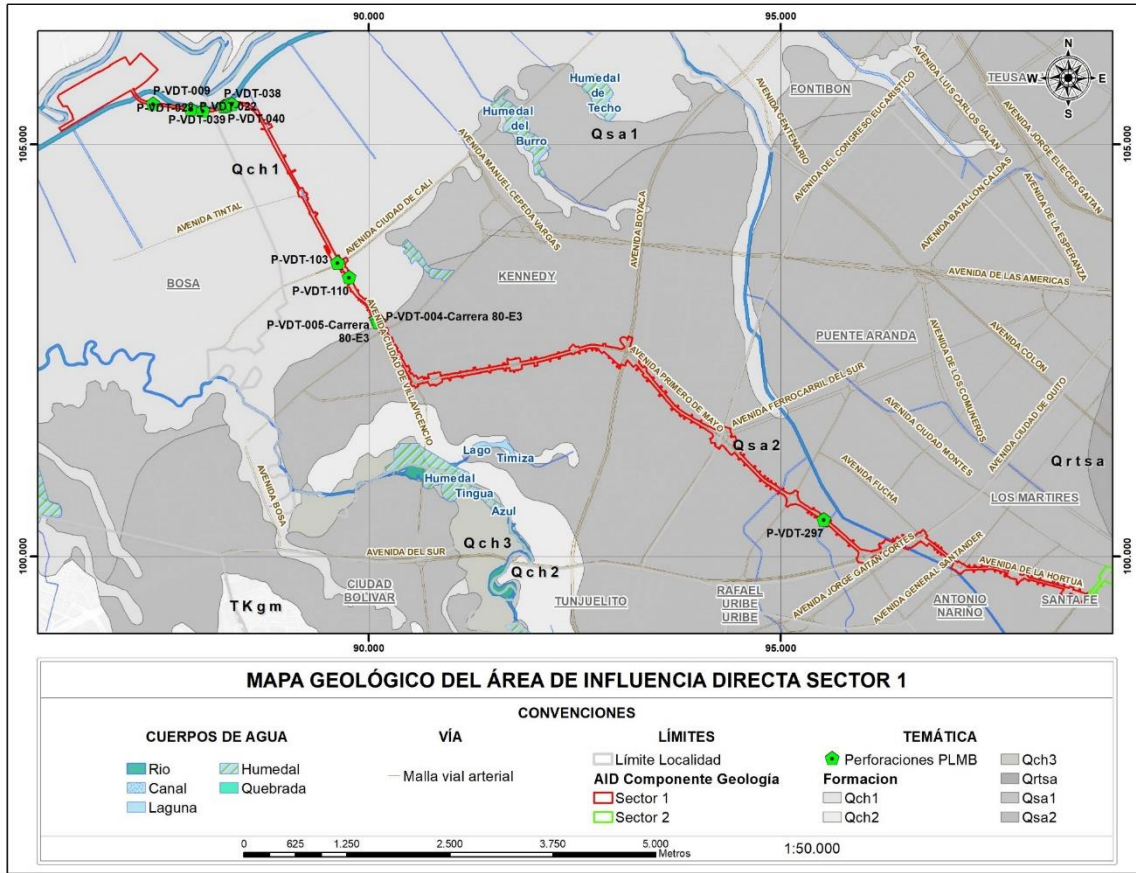 90.000
95.000
N
W
E
S
105.000
105.000
P-VDT-009
P-VDT-038
P-VDT-028
P-VDT-022
P-VDT-039
P-VDT-040
Qch1
AVENIDA TINTAL
AVENIDA CIUDAD DE CALI
BOSA
P-VDT-103
P-VDT-110
P-VDT-004-Carrera 80-E3
P-VDT-005-Carrera
80-E3
Humedal
de
Techo
Humedal
del
Burro
Qsa1
AVENIDA MANUEL CEPEDA VARGAS
AVENIDA BOYACA
KENNEDY
FONTIBON
TEUSA
AVENIDA CENTENARIO
AVENIDA DEL CONGRESO EUCARISTICO
AVENIDA LUIS CARLOS GALAN
AVENIDA JORGE ELIECER GAITAN
AVENIDA BATALLON CALDAS
AVENIDA DE LA ESPERANZA
AVENIDA DE LAS AMERICAS
PUENTE ARANDA
AVENIDA COLON
AVENIDA DE LOS COMUNEROS
AVENIDA CIUDAD DE QUITO
AVENIDA PRIMERO DE MAYO
AVENIDA FERROCARRIL DEL SUR
AVENIDA CIUDAD MONTES
AVENIDA CIUDAD DE VILLAVICENCIO
Qsa2
Qrtsa
AVENIDA FUCHA
LOS MARTIRES
Lago Timiza
Humedal
Tingua
Azul
AVENIDA BOSA
P-VDT-297
Qch3
AVENIDA DEL SUR
Qch2
100.000
100.000
AVENIDA JORGE GAITAN CORTES
AVENIDA GENERAL SANTANDER
AVENIDA DE LA HORTUA
CIUDAD
BOLIVAR
TKgm
TUNJUELITO
RAFAEL
URIBE
URIBE
ANTONIO
NARIÑO
SANTA FE
90.000
95.000
MAPA GEOLÓGICO DEL ÁREA DE INFLUENCIA DIRECTA SECTOR 1
CONVENCIONES
CUERPOS DE AGUA
Rio
Canal
Laguna
Humedal
Quebrada
VÍA
Malla vial arterial
LÍMITES
Límite Localidad
AID Componente Geología
Sector 1
Sector 2
TEMÁTICA
Perforaciones PLMB
Formacion
Qch1
Qch2
Qch3
Qrtsa
Qsa1
Qsa2
0 625 1.250 2.500 3.750 5.000
Metros
1:50.000